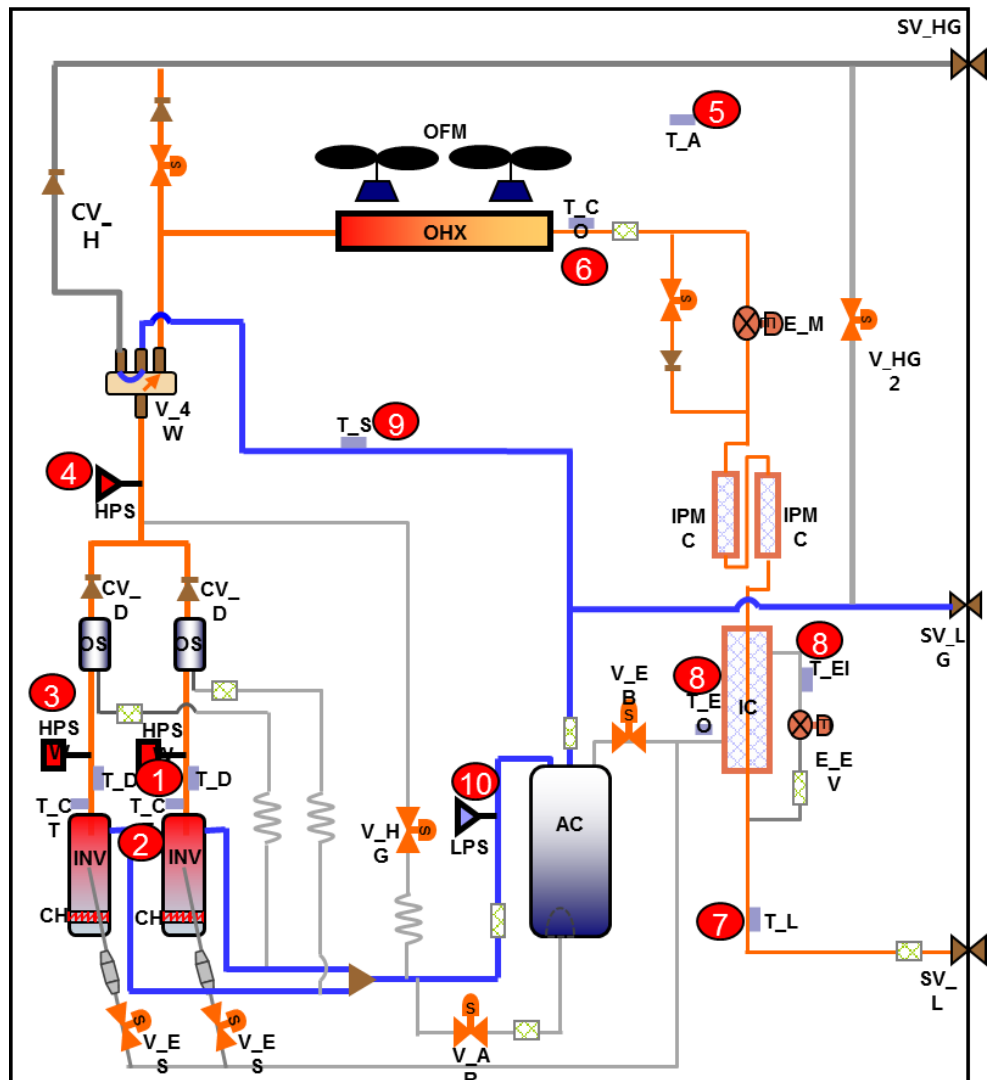 SV_HG
5
T_A
OFM
T_C
O
OHX
6
S
CV_
H
S
E_M
S
V_HG
2
V_4
W
9
T_S
4
HPS
IPM
C
IPM
C
CV_
D
CV_
D
OS
OS
SV_L
G
8
T_EI
8
T_E
O
IC
V_E
B
S
E_E
V
3
HPS
W
HPS
W
T_D
1
T_D
T_C
T
T_C
2
INV
INV
CH
CH
10
LPS
AC
V_H
G
S
7
T_L
SV_
L
S
V_E
S
S
V_E
S
S
V_AB